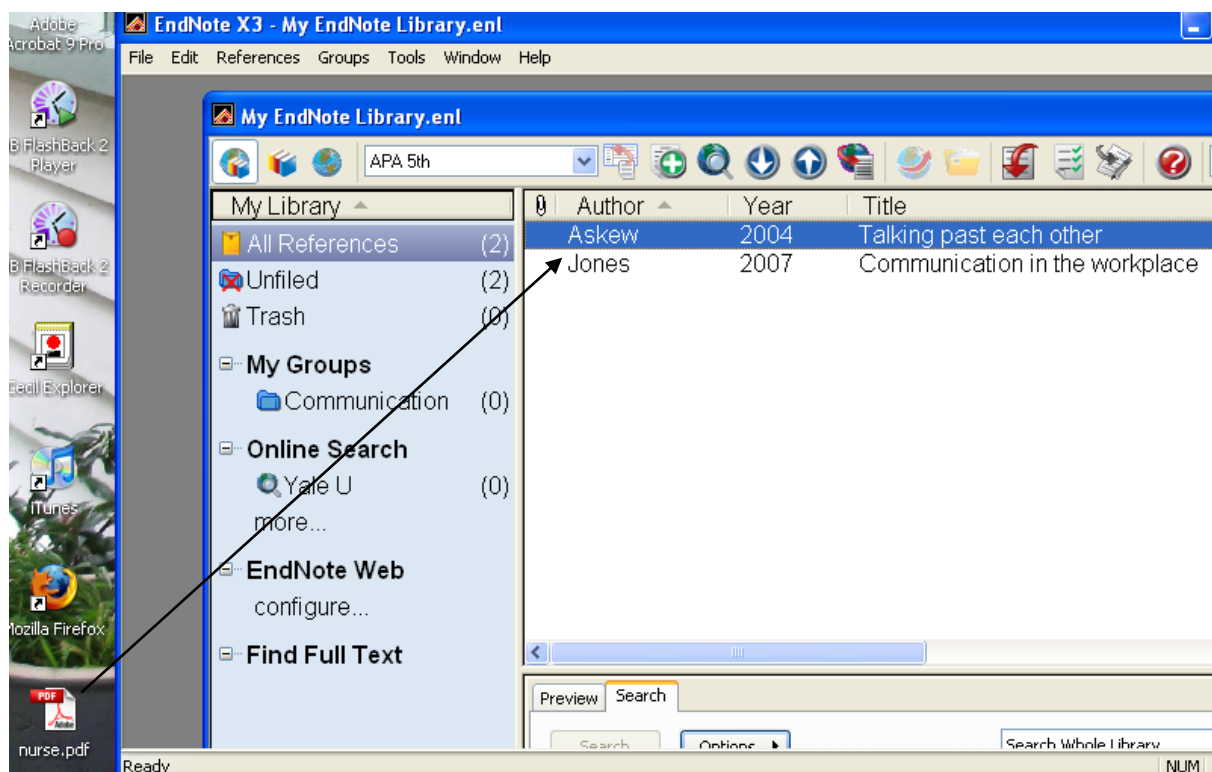 Adobe
Acrobat 9 Pro
B FlashBack 2
Player
B FlashBack 2
Recorder
Cecil Explorer
iTunes
Mozilla Firefox
PDF
Adobe
nurse.pdf
EndNote X3 - My EndNote Library.enl
File Edit References Groups Tools Window Help
My EndNote Library.enl
APA 5th
My Library
All References (2)
Unfiled (2)
Trash (0)
My Groups
Communication (0)
Online Search
Yale U (0)
more...
EndNote Web
configure...
Find Full Text
Author Year Title
Askew 2004 Talking past each other
Jones 2007 Communication in the workplace
Preview Search
Search Options Search Whole Library
Ready NUM